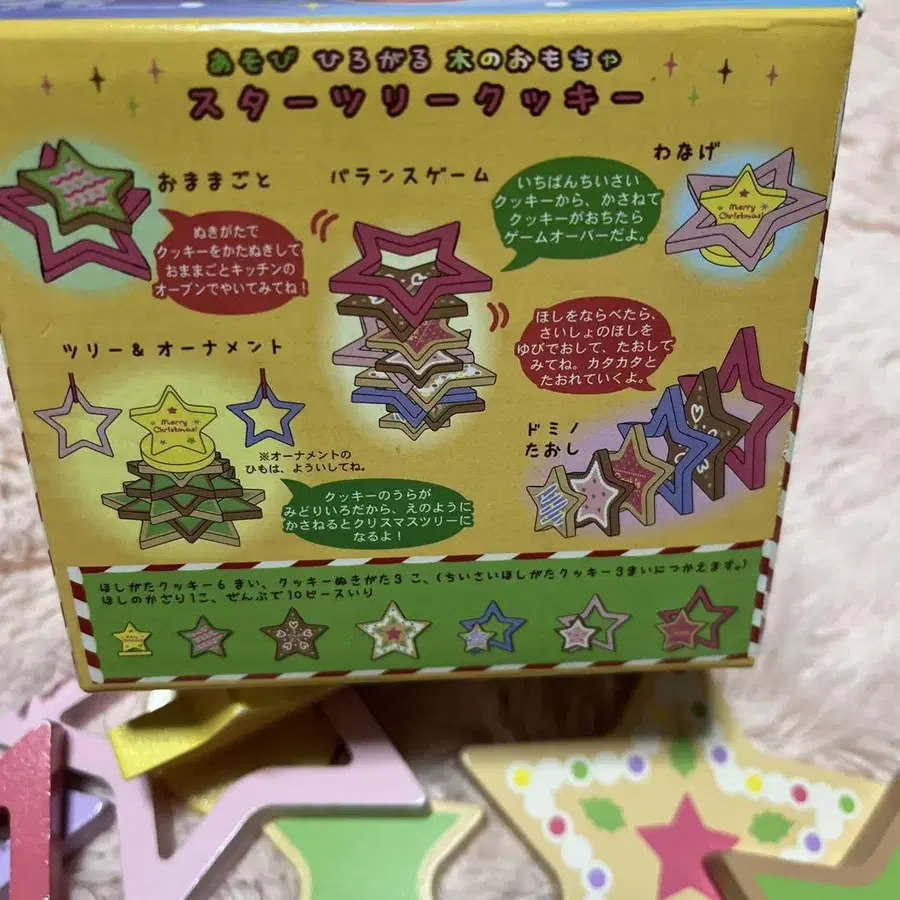 あそび ひろがる 木のおもちゃ
スターツリークッキー
おままごと
ぬきがたで
クッキーをかたぬきして
おままごとキッチンの
オーブンでやいてみてね!
バランスゲーム
いちばんちいさい
クッキーから、かさねて
クッキーがおちたら
ゲームオーバーだよ。
わなげ
Merry
Christmas!
ツリー&オーナメント
Merry
Christmas!
※オーナメントの
ひもは、よういしてね。
クッキーのうらが
みどりいろだから、えのように
かさねるとクリスマスツリーに
なるよ!
ほしをならべたら、
さいしょのほしを
ゆびでおして、たおして
みてね。カタカタと
たおれていくよ。
ドミノ
たおし
ほしがたクッキー6まい、クッキーぬきがた3こ、(ちいさいほしがたクッキー3まいにつかえます。)
ほしのかざり1こ、ぜんぶで10ピースいり